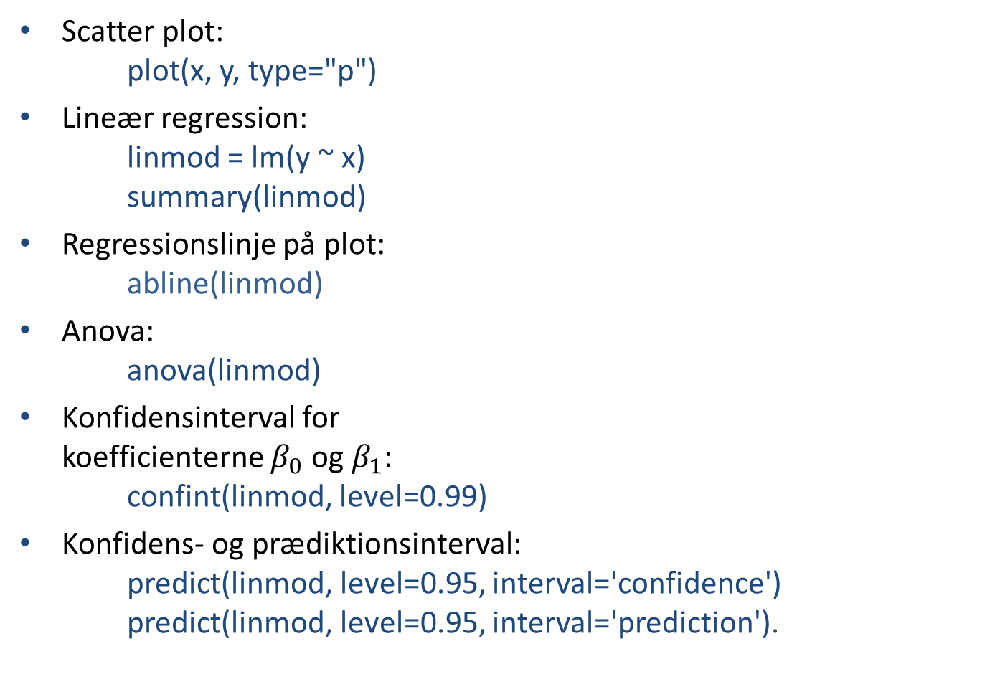 • Scatter plot:
plot(x, y, type="p")
• Lineær regression:
linmod = lm(y ~ x)
summary(linmod)
• Regressionslinje på plot:
abline(linmod)
• Anova:
anova(linmod)
• Konfidensinterval for
koefficienterne β₀ og β₁:
confint(linmod, level=0.99)
• Konfidens- og prædiktionsinterval:
predict(linmod, level=0.95, interval='confidence')
predict(linmod, level=0.95, interval='prediction').